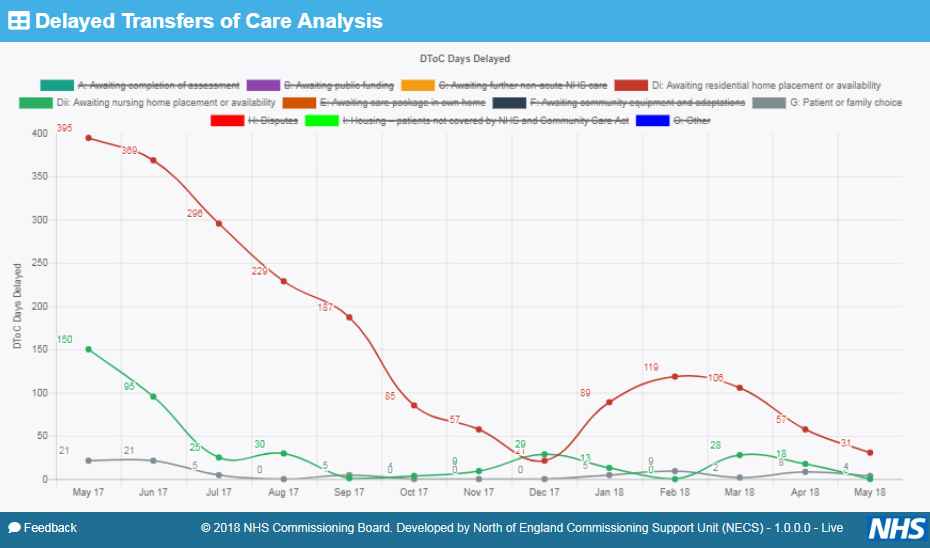 Delayed Transfers of Care Analysis
DToC Days Delayed
A: Awaiting completion of assessment B: Awaiting public funding C: Awaiting further non-acute NHS care Di: Awaiting residential home placement or availability
Dii: Awaiting nursing home placement or availability E: Awaiting care package in own home F: Awaiting community equipment and adaptations G: Patient or family choice
H: Disputes I: Housing – patients not covered by NHS and Community Care Act O: Other
400
350
300
250
200
150
100
50
0
DToC Days Delayed
395 369 296 229 187 85 57 21 89 119 106 57 31
150 95 25 30 4 9 29 13 0 28 18
21 21 5 0 5 0 0 0 5 9 2 8 4
May 17 Jun 17 Jul 17 Aug 17 Sep 17 Oct 17 Nov 17 Dec 17 Jan 18 Feb 18 Mar 18 Apr 18 May 18
Feedback © 2018 NHS Commissioning Board. Developed by North of England Commissioning Support Unit (NECS) - 1.0.0.0 - Live NHS